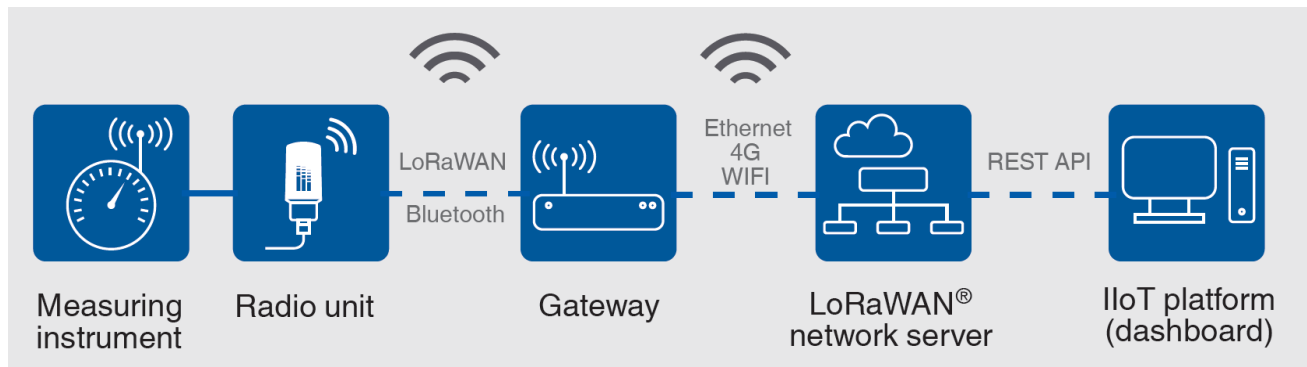 LoRaWAN
Bluetooth
Ethernet
4G
WIFI
REST API
Measuring
instrument
Radio unit
Gateway
LoRaWAN®
network server
IIoT platform
(dashboard)